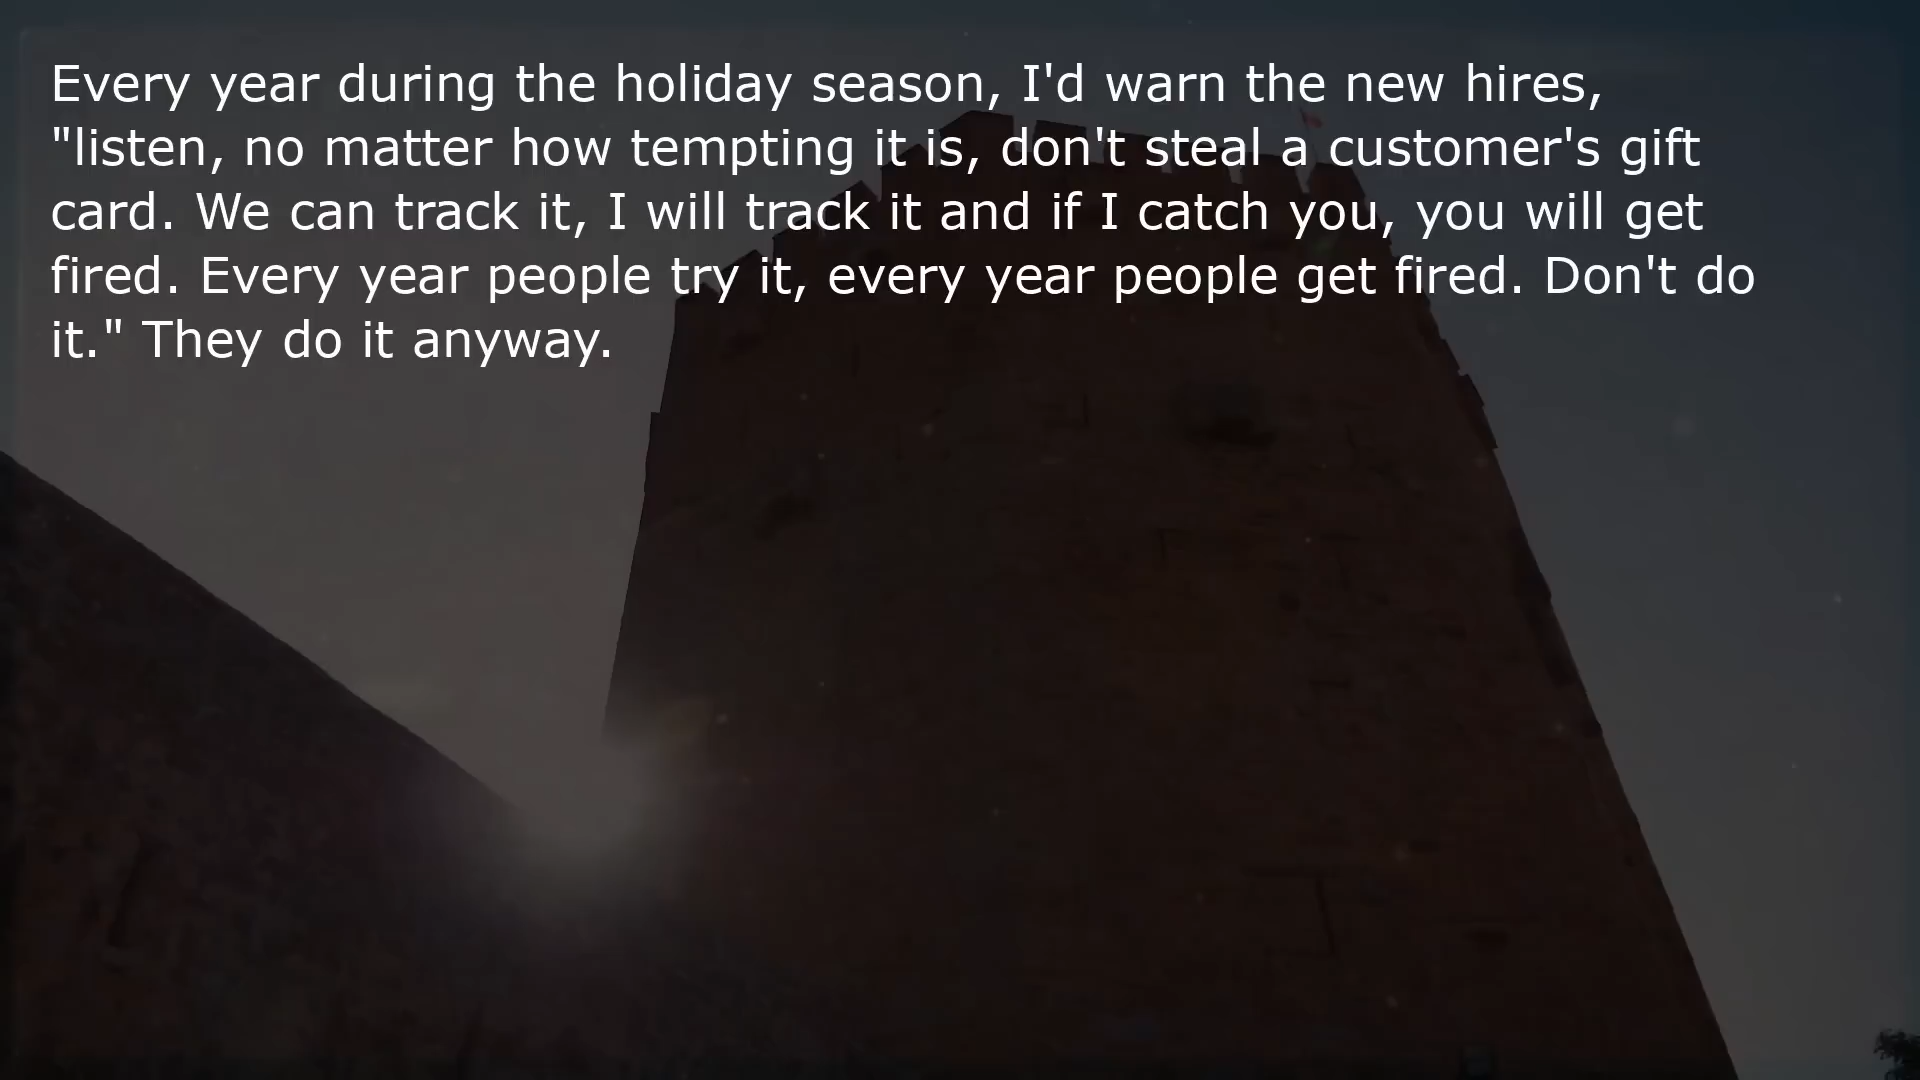 Every year during the holiday season, I'd warn the new hires,
"listen, no matter how tempting it is, don't steal a customer's gift
card. We can track it, I will track it and if I catch you, you will get
fired. Every year people try it, every year people get fired. Don't do
it." They do it anyway.